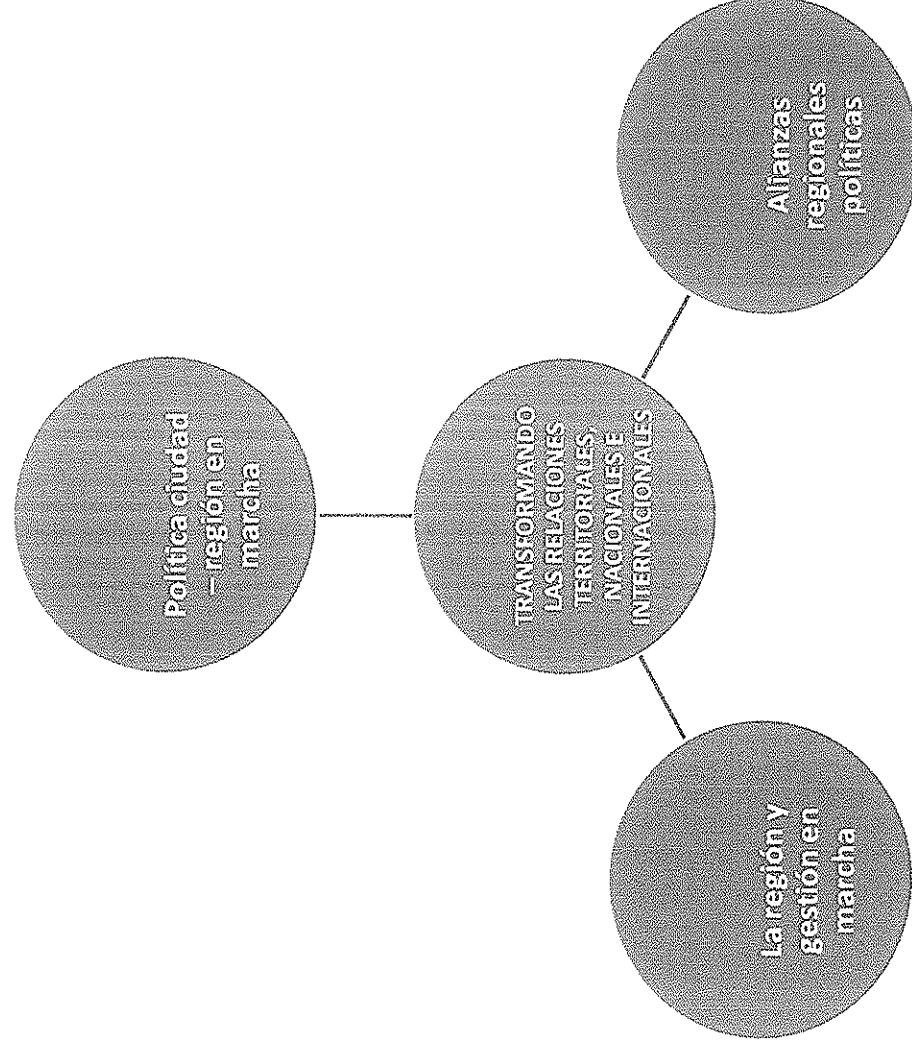 Política ciudad
– región en
marcha
TRANSFORMANDO
LAS RELACIONES
TERRITORIALES,
NACIONALES E
INTERNACIONALES
Alianzas
regionales
políticas
La región y
gestión en
marcha